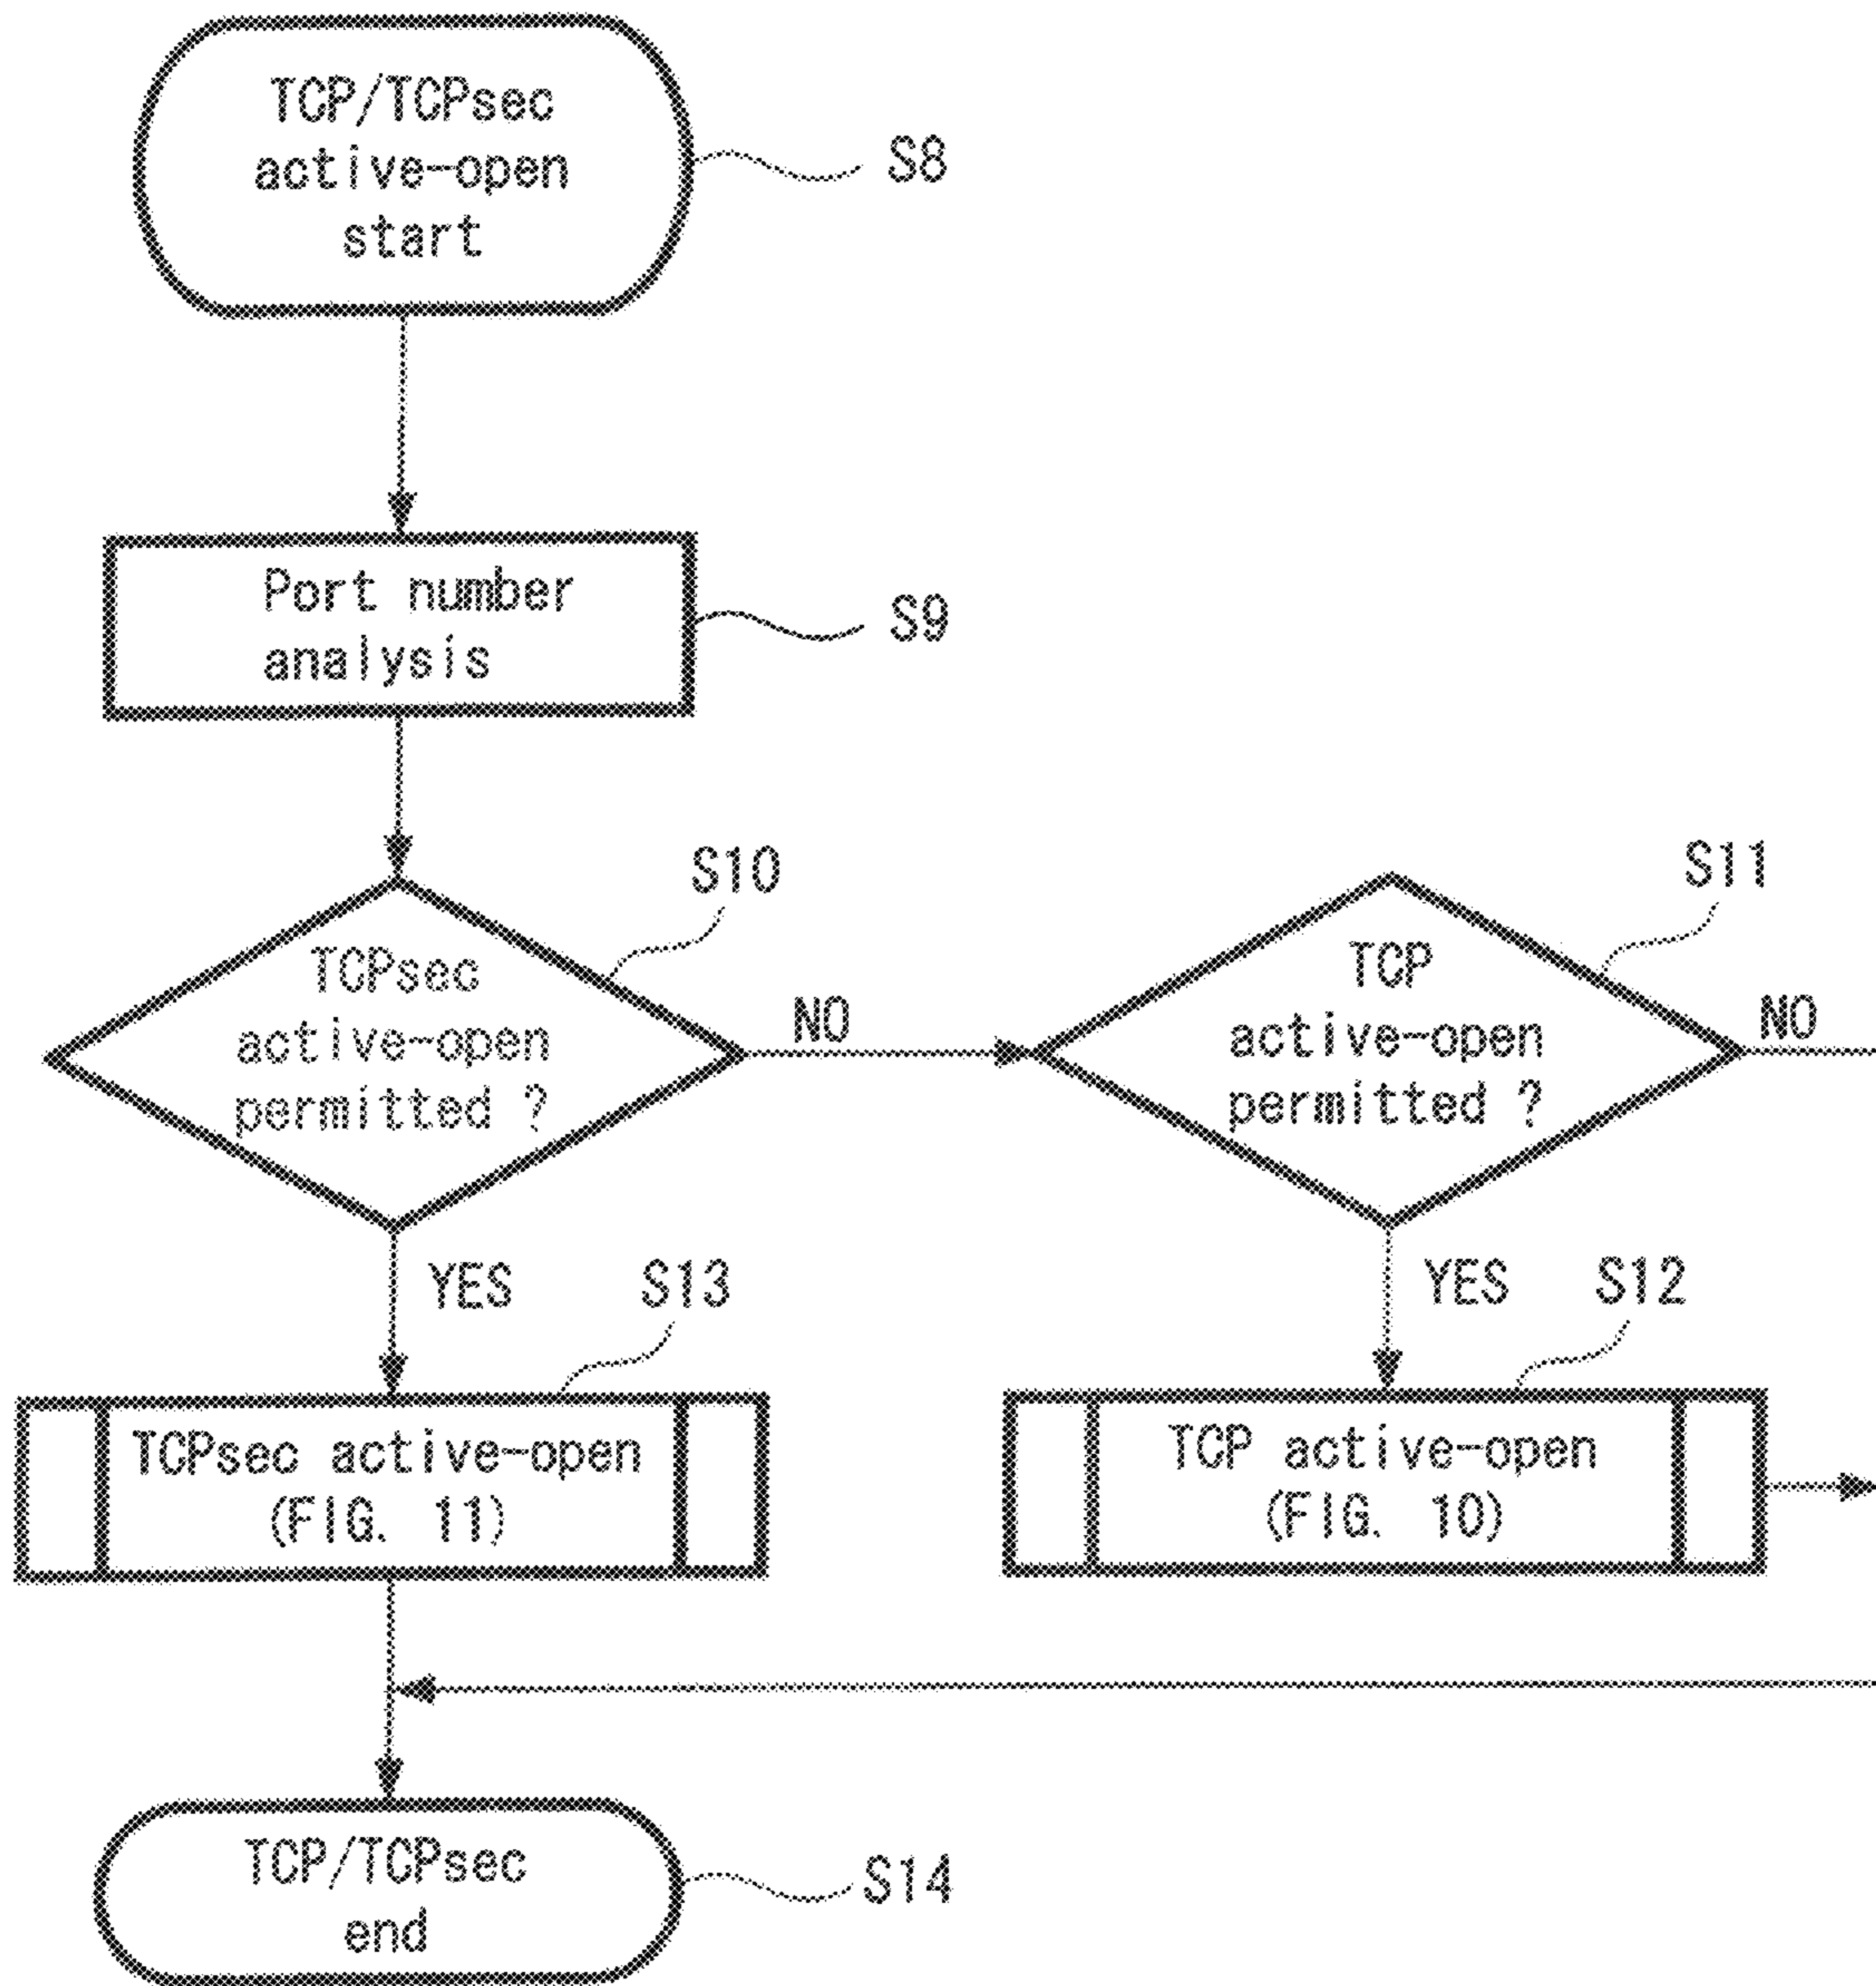 TCP/TCPsec
active-open
start
S8
Port number
analysis
S9
S10
TCPsec
active-open
permitted ?
NO
S11
TCP
active-open
permitted ?
NO
YES
S13
YES
S12
TCPsec active-open
(FIG. 11)
TCP active-open
(FIG. 10)
TCP/TCPsec
end
S14